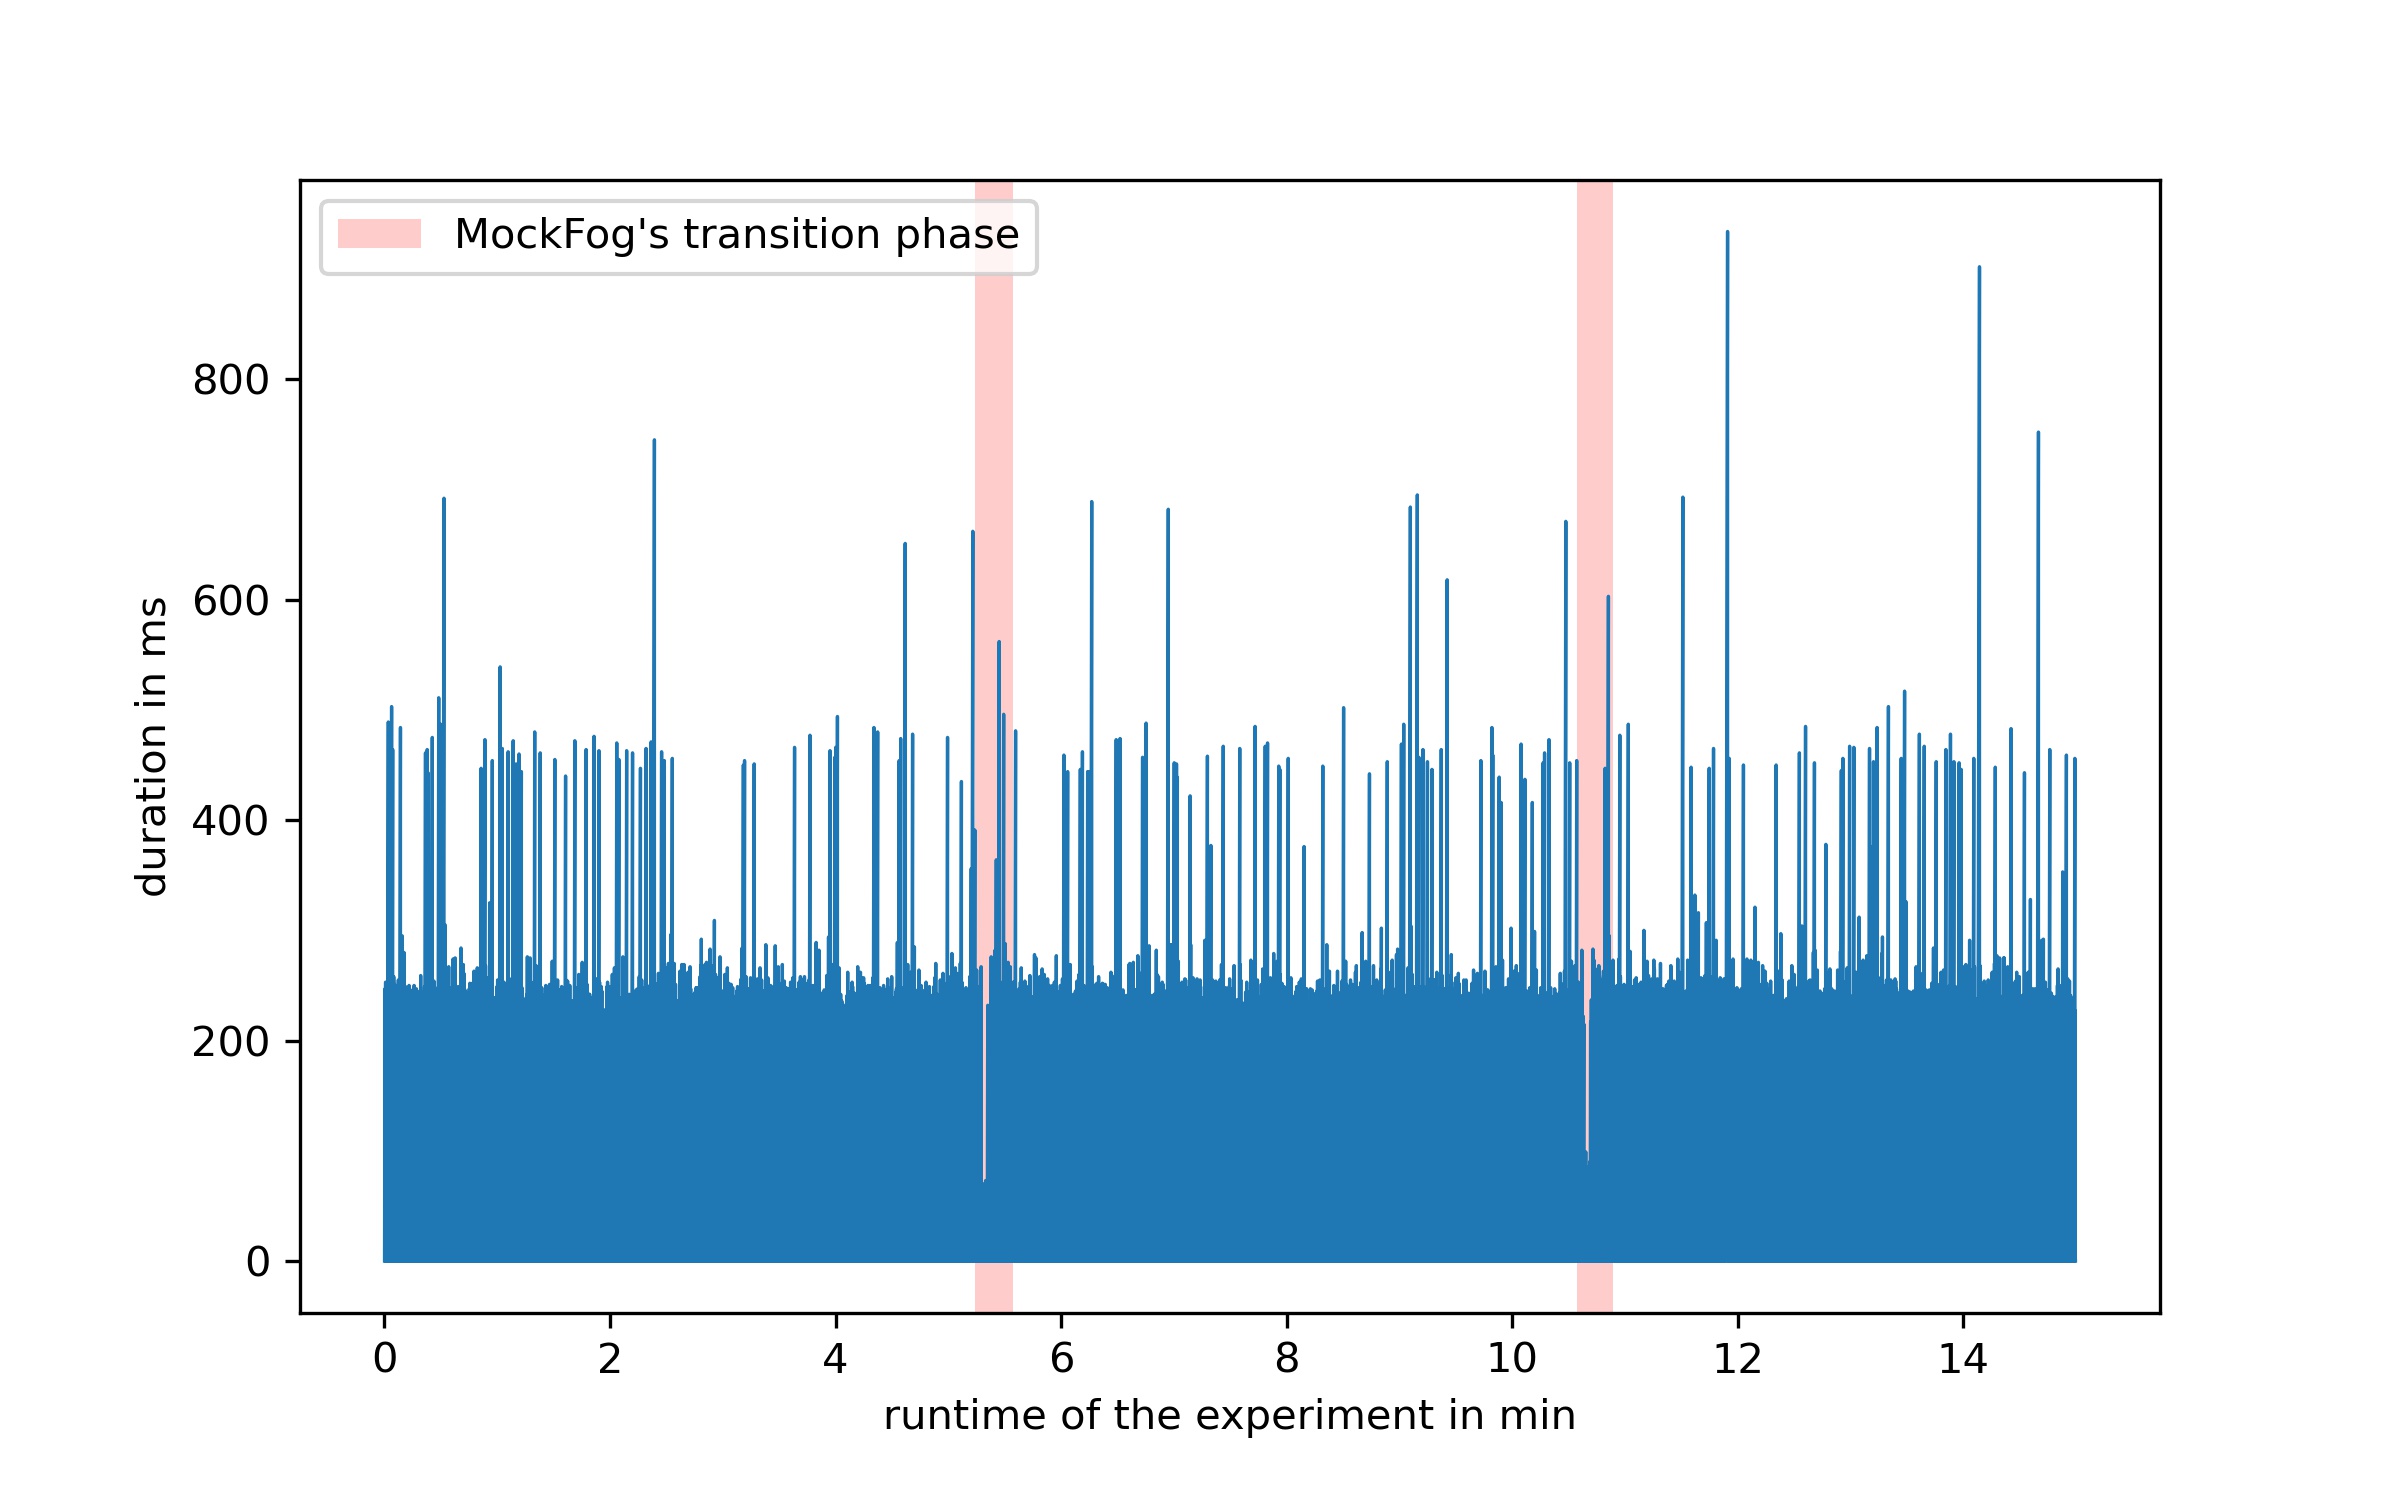 MockFog's transition phase
800
600
400
200
0
duration in ms
0 2 4 6 8 10 12 14
runtime of the experiment in min